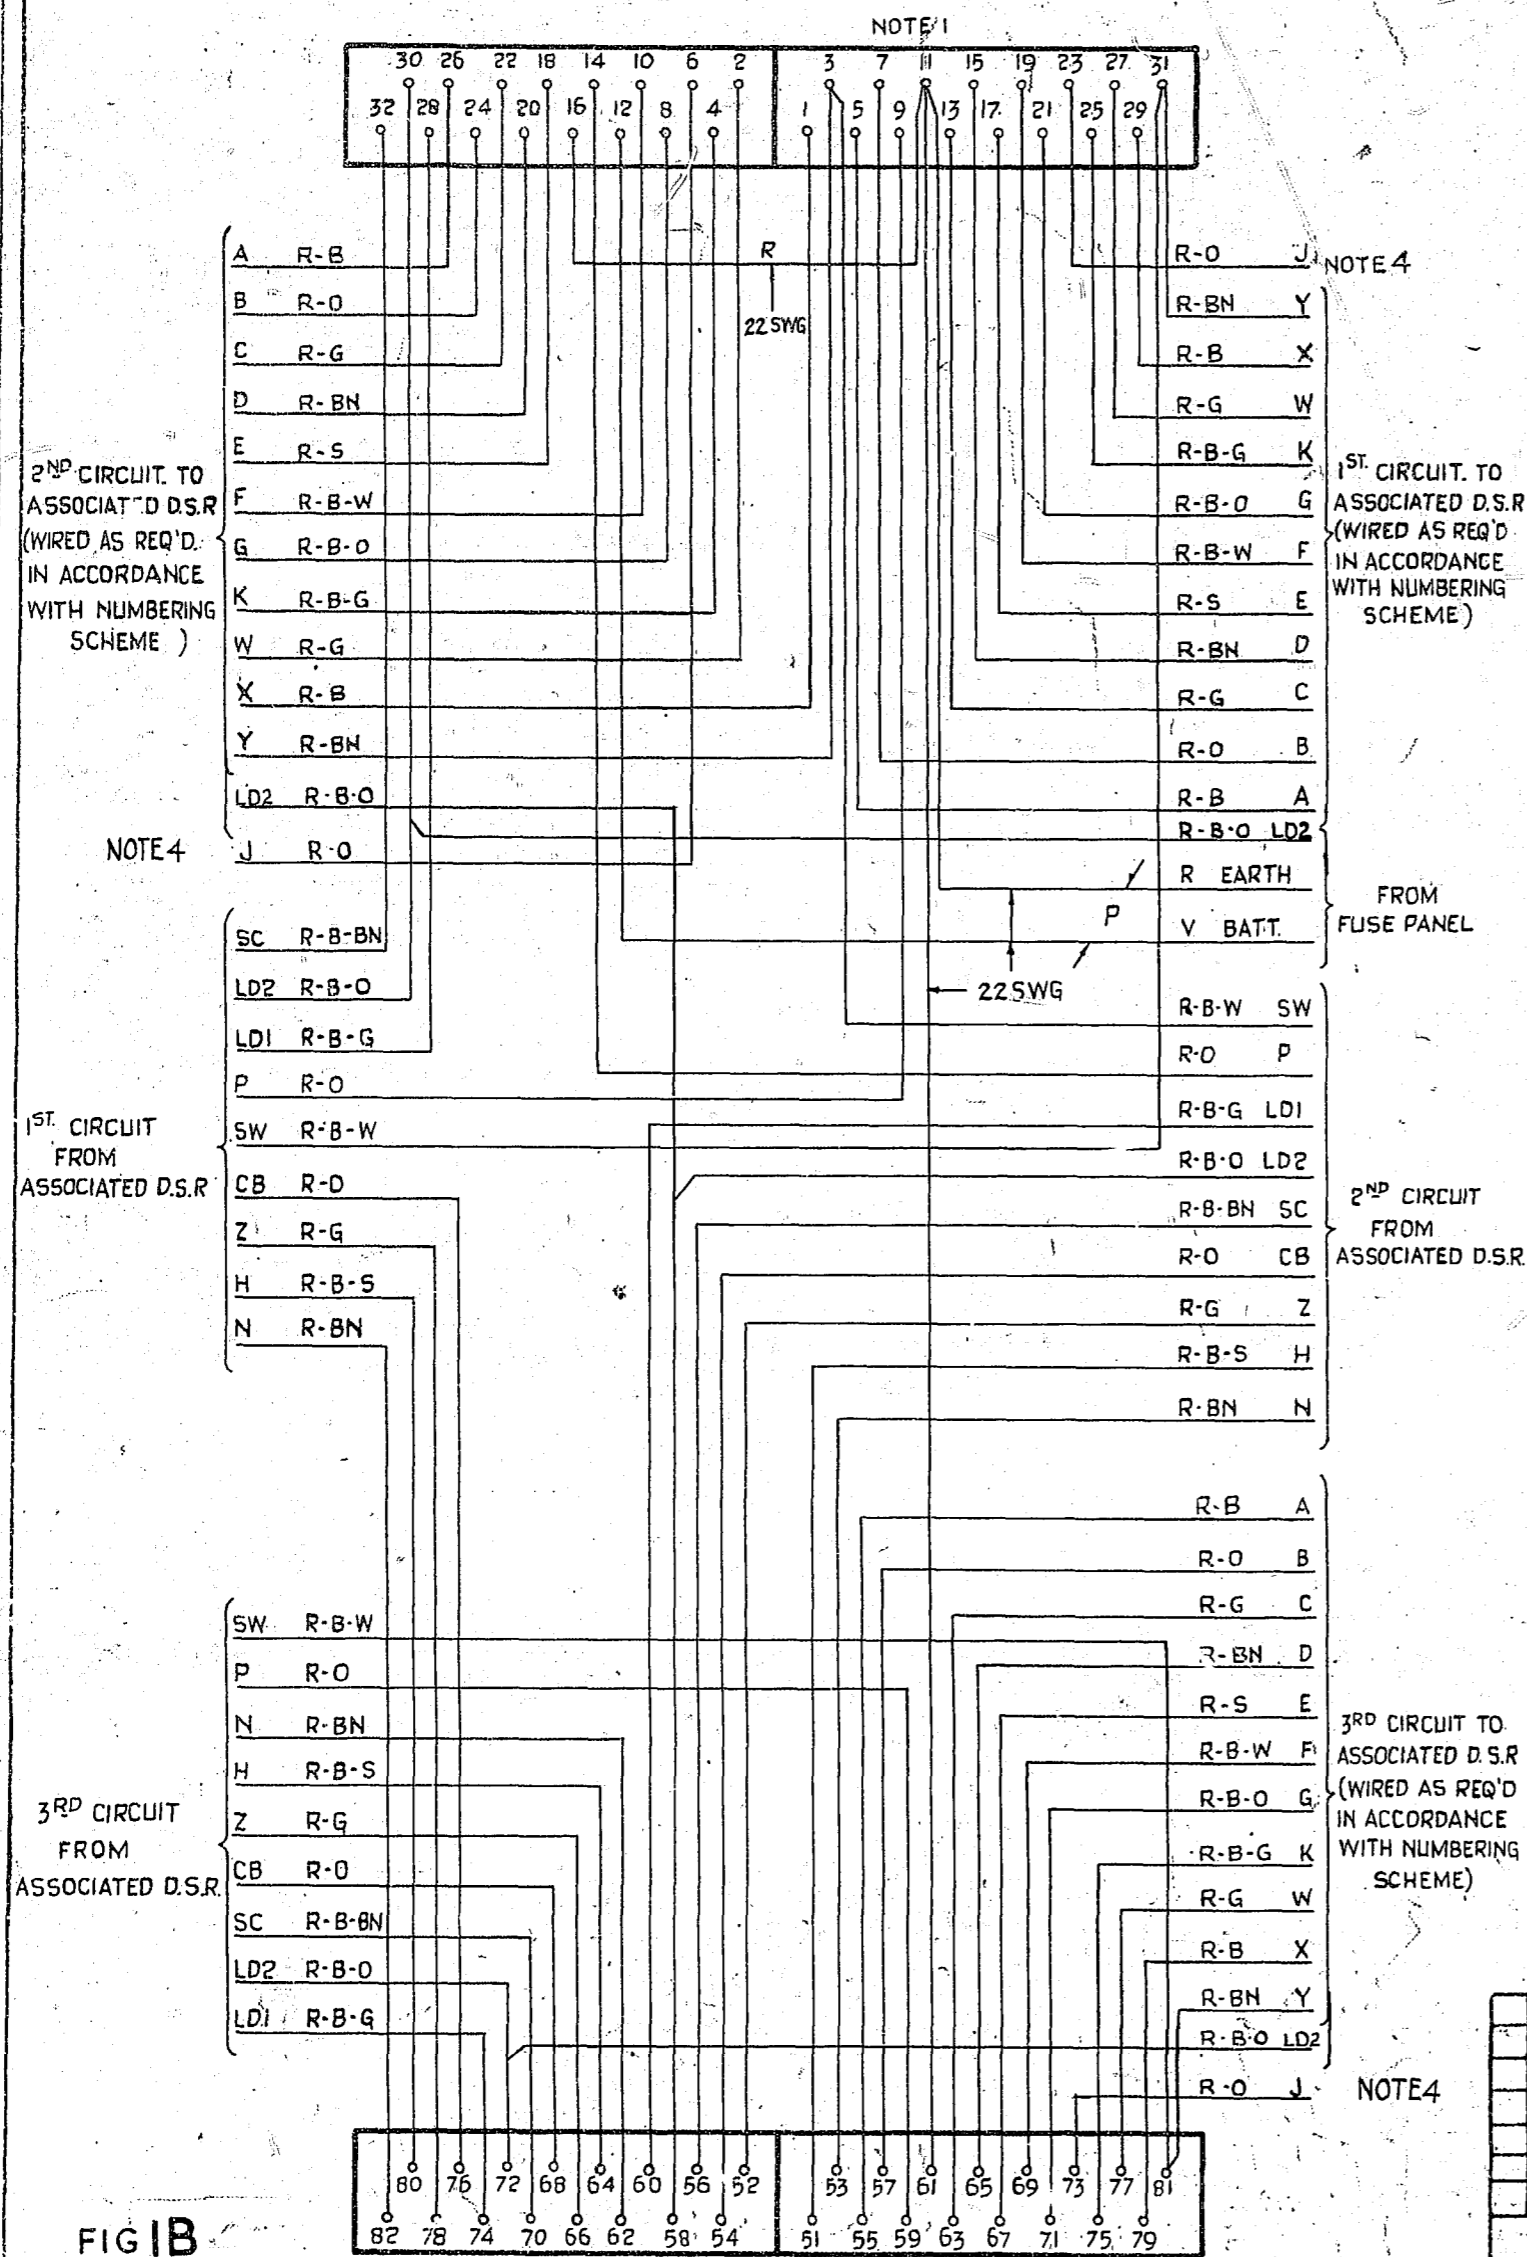 NOTE 1
30 26 22 18 14 10 6 2 3 7 11 15 19 23 27 31
32 28 24 20 16 12 8 4 1 5 9 13 17 21 25 29
A R-B
B R-O
C R-G
D R-BN
E R-S
F R-B-W
G R-B-O
K R-B-G
W R-G
X R-B
Y R-BN
LD2 R-B-O
J R-O
2ND CIRCUIT. TO
ASSOCIAT D D.S.R
(WIRED AS REQ'D.
IN ACCORDANCE
WITH NUMBERING
SCHEME )
NOTE 4
R
22 SWG
R-O J
NOTE 4
R-BN Y
R-B X
R-G W
R-B-G K
R-B-O G
R-B-W F
R-S E
R-BN D
R-G C
R-O B
R-B A
R-B-O LD2
1ST. CIRCUIT. TO
ASSOCIATED D.S.R
(WIRED AS REQ'D
IN ACCORDANCE
WITH NUMBERING
SCHEME)
R EARTH
P
V BATT.
22 SWG
FROM
FUSE PANEL
SC R-B-BN
LD2 R-B-O
LD1 R-B-G
P R-O
SW R-B-W
CB R-O
Z R-G
H R-B-S
N R-BN
1ST. CIRCUIT
FROM
ASSOCIATED D.S.R
R-B-W SW
R-O P
R-B-G LD1
R-B-O LD2
R-B-BN SC
R-O CB
R-G Z
R-B-S H
R-BN N
2ND CIRCUIT
FROM
ASSOCIATED D.S.R.
R-B A
R-O B
R-G C
R-BN D
R-S E
R-B-W F
R-B-O G
R-B-G K
R-G W
R-B X
R-BN Y
R-B-O LD2
R-O J
3RD CIRCUIT TO
ASSOCIATED D.S.R
(WIRED AS REQ'D
IN ACCORDANCE
WITH NUMBERING
SCHEME)
NOTE 4
SW R-B-W
P R-O
N R-BN
H R-B-S
Z R-G
CB R-O
SC R-B-BN
LD2 R-B-O
LD1 R-B-G
3RD CIRCUIT
FROM
ASSOCIATED D.S.R.
80 76 72 68 64 60 56 52 53 57 61 65 69 73 77 81
82 78 74 70 66 62 58 54 51 55 59 63 67 71 75 79
FIG 1B